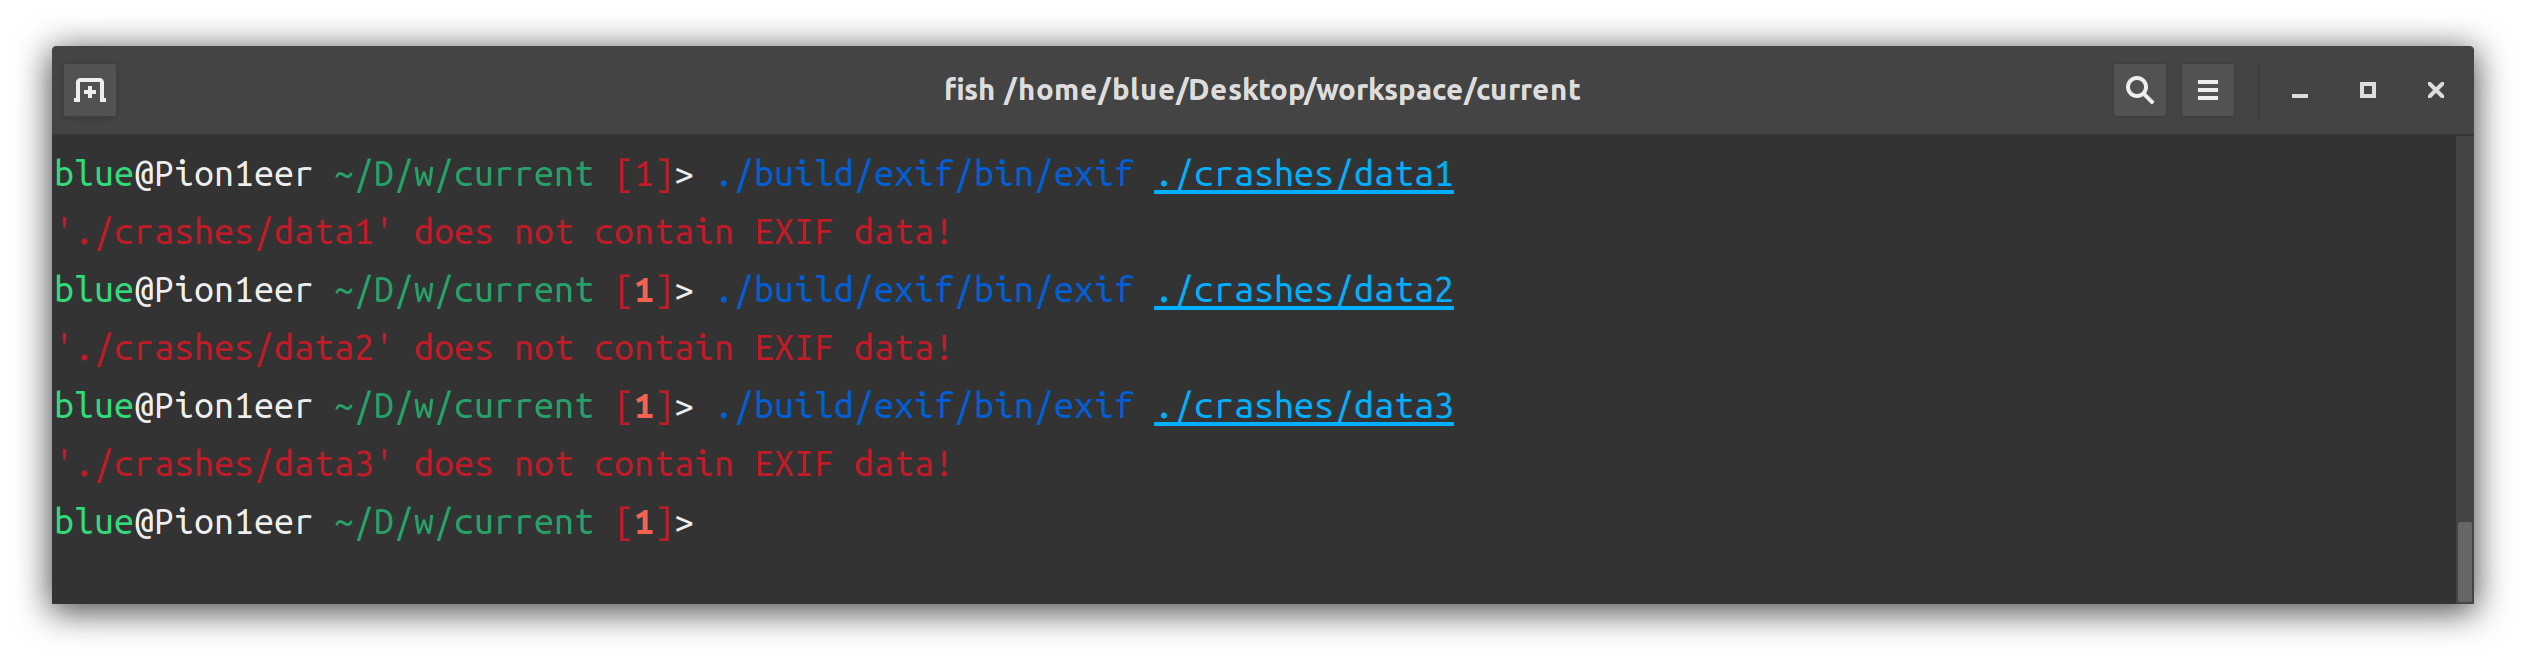 fish /home/blue/Desktop/workspace/current
blue@Pion1eer ~/D/w/current [1]> ./build/exif/bin/exif ./crashes/data1
'./crashes/data1' does not contain EXIF data!
blue@Pion1eer ~/D/w/current [1]> ./build/exif/bin/exif ./crashes/data2
'./crashes/data2' does not contain EXIF data!
blue@Pion1eer ~/D/w/current [1]> ./build/exif/bin/exif ./crashes/data3
'./crashes/data3' does not contain EXIF data!
blue@Pion1eer ~/D/w/current [1]>